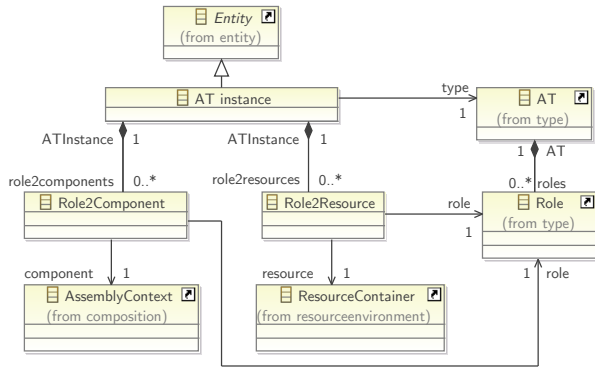 Entity
(from entity)
AT instance
type
1
AT
(from type)
ATInstance
1
ATInstance
1
1
AT
role2components
0..*
role2resources
0..*
0..*
roles
Role2Component
Role2Resource
role
1
Role
(from type)
component
1
resource
1
1
role
AssemblyContext
(from composition)
ResourceContainer
(from resourceenvironment)